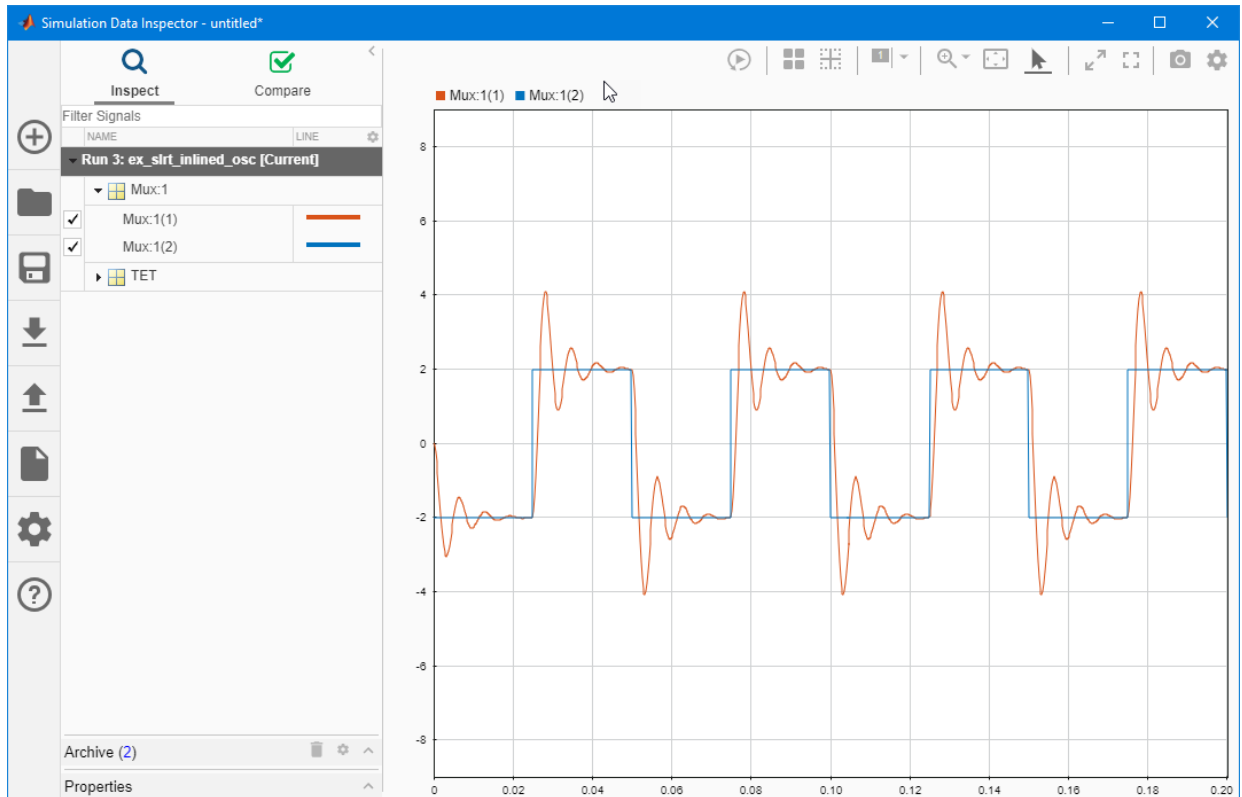 Simulation Data Inspector - untitled*
Inspect
Compare
Filter Signals
NAME LINE
Run 3: ex_slrt_inlined_osc [Current]
Mux:1
Mux:1(1)
Mux:1(2)
TET
Archive (2)
Properties
1
Mux:1(1) Mux:1(2)
8
6
4
2
0
-2
-4
-6
-8
0 0.02 0.04 0.06 0.08 0.10 0.12 0.14 0.16 0.18 0.20